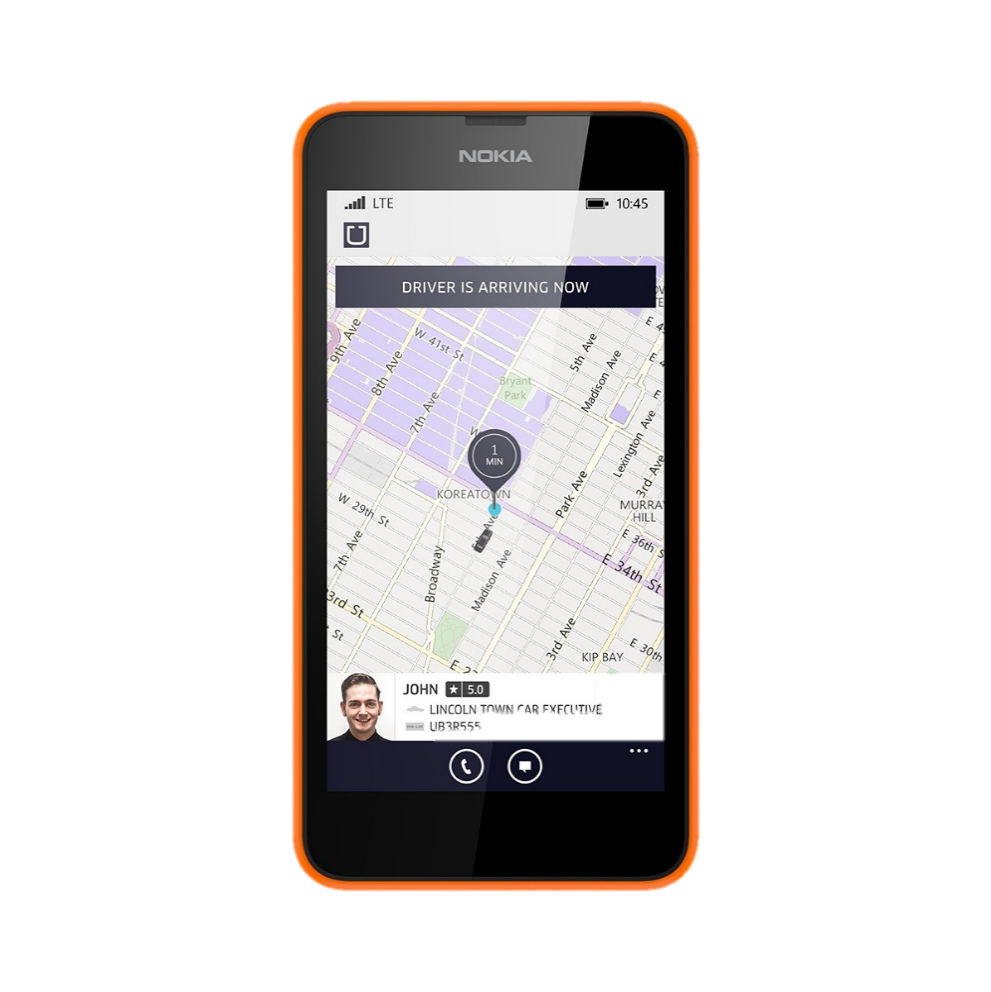 NOKIA
LTE
10:45
DRIVER IS ARRIVING NOW
9th Ave
W 41st St
8th Ave
7th Ave
Bryant
Park
5th Ave
Madison Ave
Lexington Ave
3rd Ave
1
MIN
KOREATOWN
Park Ave
MURRA
HILL
W 29th St
7th Ave
Broadway
Madison Ave
E 36th S
E 34th St
3rd St
St
3rd Ave
E 30th
KIP BAY
JOHN ★ 5.0
LINCOLN TOWN CAR EXECUTIVE
UB3R555